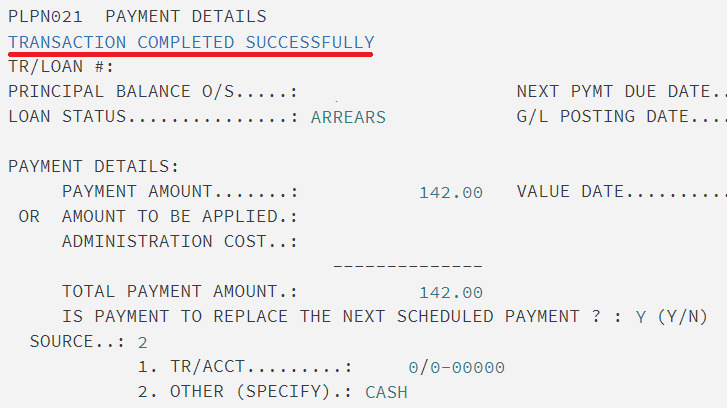 PLPN021  PAYMENT DETAILS
TRANSACTION COMPLETED SUCCESSFULLY
TR/LOAN #:
PRINCIPAL BALANCE O/S.....: NEXT PYMT DUE DATE..
LOAN STATUS...............: ARREARS G/L POSTING DATE....
PAYMENT DETAILS:
PAYMENT AMOUNT.......: 142.00 VALUE DATE..........
OR  AMOUNT TO BE APPLIED.:
ADMINISTRATION COST..:
--------------
TOTAL PAYMENT AMOUNT.: 142.00
IS PAYMENT TO REPLACE THE NEXT SCHEDULED PAYMENT ? : Y (Y/N)
SOURCE..: 2
1. TR/ACCT.........: 0/0-00000
2. OTHER (SPECIFY).: CASH